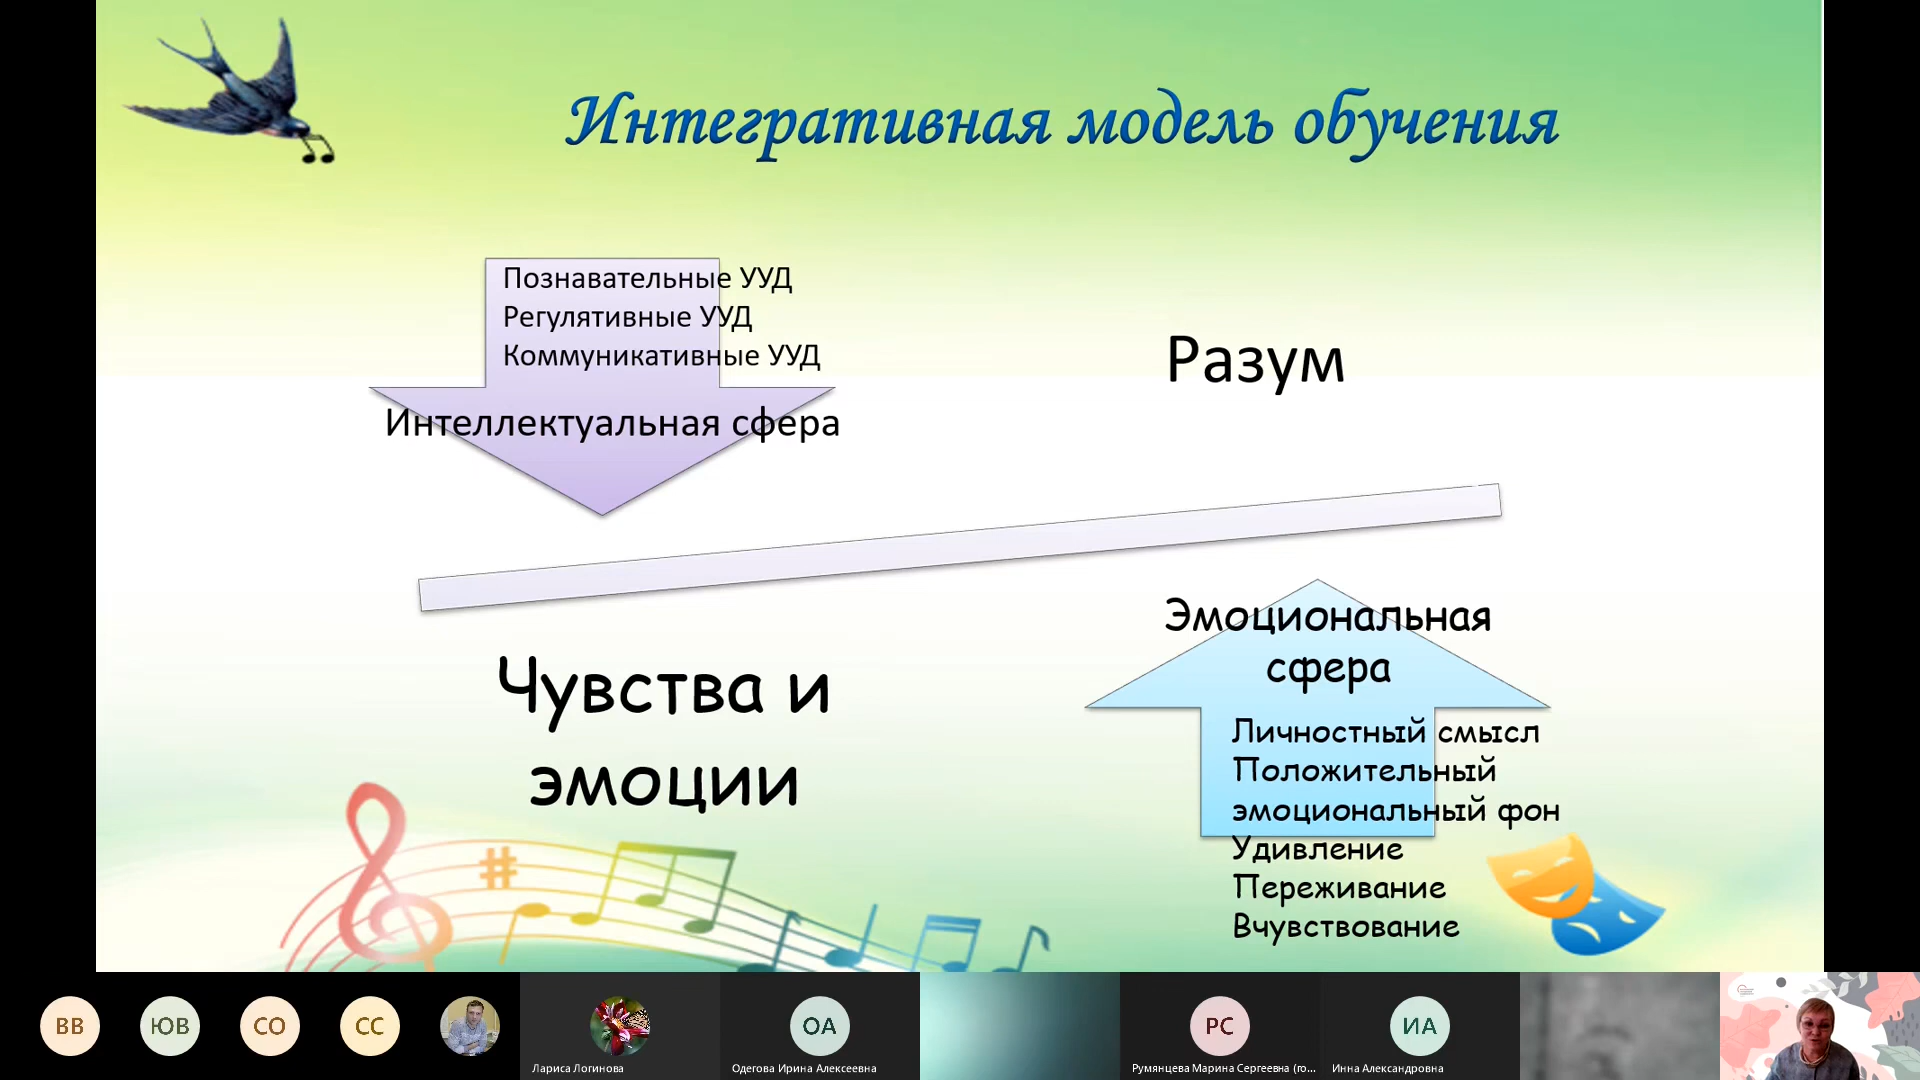 Интегративная модель обучения
Познавательные УУД
Регулятивные УУД
Коммуникативные УУД
Интеллектуальная сфера
Разум
Чувства и
эмоции
Эмоциональная
сфера
Личностный смысл
Положительный
эмоциональный фон
Удивление
Переживание
Вчувствование
ВВ
ЮВ
СО
СС
Лариса Логинова
ОА
Одегова Ирина Алексеевна
РС
Румянцева Марина Сергеевна (го...
ИА
Инна Александровна